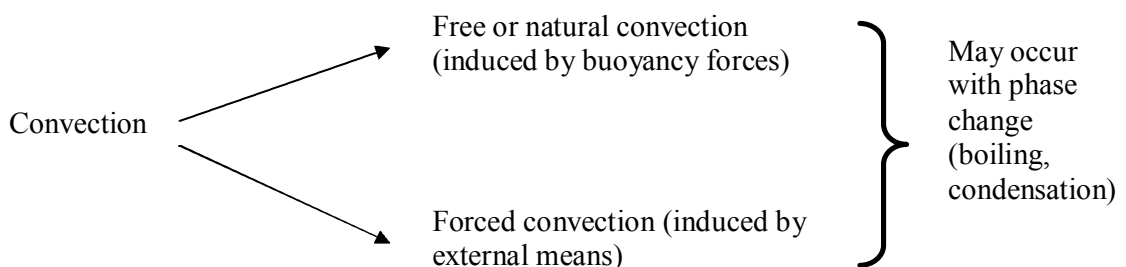 Convection
Free or natural convection
(induced by buoyancy forces)
Forced convection (induced by
external means)
May occur
with phase
change
(boiling,
condensation)